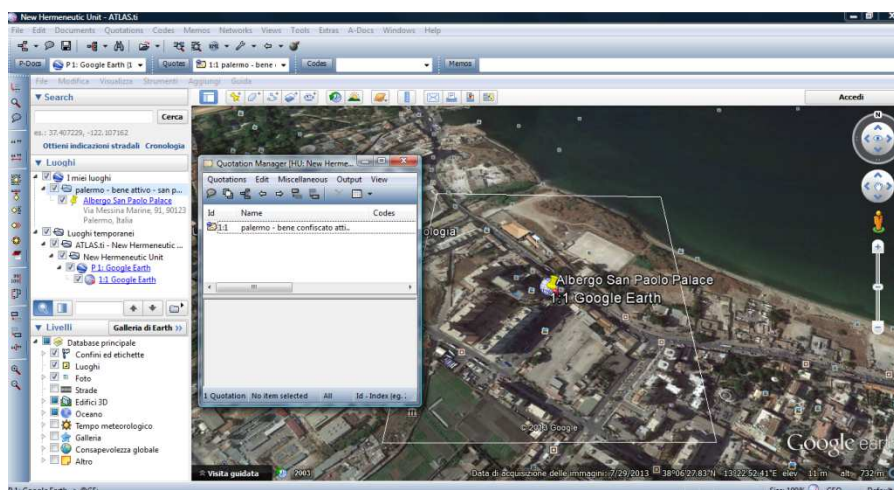 New Hermeneutic Unit - ATLAS.ti
File Edit Documents Quotations Codes Memos Networks Views Tools Extras A-Docs Windows Help
P-Docs P 1: Google Earth [1 Quotes 1:1 palermo - bene Codes Memos
File Modifica Visualizza Strumenti Aggiungi Guida
Search
Accedi
Cerca
es.: 37.407229, -122.107162
Ottieni indicazioni stradali Cronologia
Luoghi
I miei luoghi
palermo - bene attivo - san p...
Albergo San Paolo Palace
Via Messina Marine, 91, 90123
Palermo, Italia
Luoghi temporanei
ATLAS.ti - New Hermeneutic ...
New Hermeneutic Unit
P 1: Google Earth
1:1 Google Earth
Livelli Galleria di Earth >>
Database principale
Confini ed etichette
Luoghi
Foto
Strade
Edifici 3D
Oceano
Tempo meteorologico
Galleria
Consapevolezza globale
Altro
Quotation Manager [HU: New Herme...
Quotations Edit Miscellaneous Output View
Id Name Codes
1:1 palermo - bene confiscato atti..
1 Quotation No item selected All Id - Index (eg.:
ologia
Albergo San Paolo Palace
1:1 Google Earth
© 2013 Google
Google earth
N
Visita guidata 2003
Data di acquisizione delle immagini: 7/29/2013 38°06'27.83"N 13°22'52.41"E elev 11 m alt 732 m